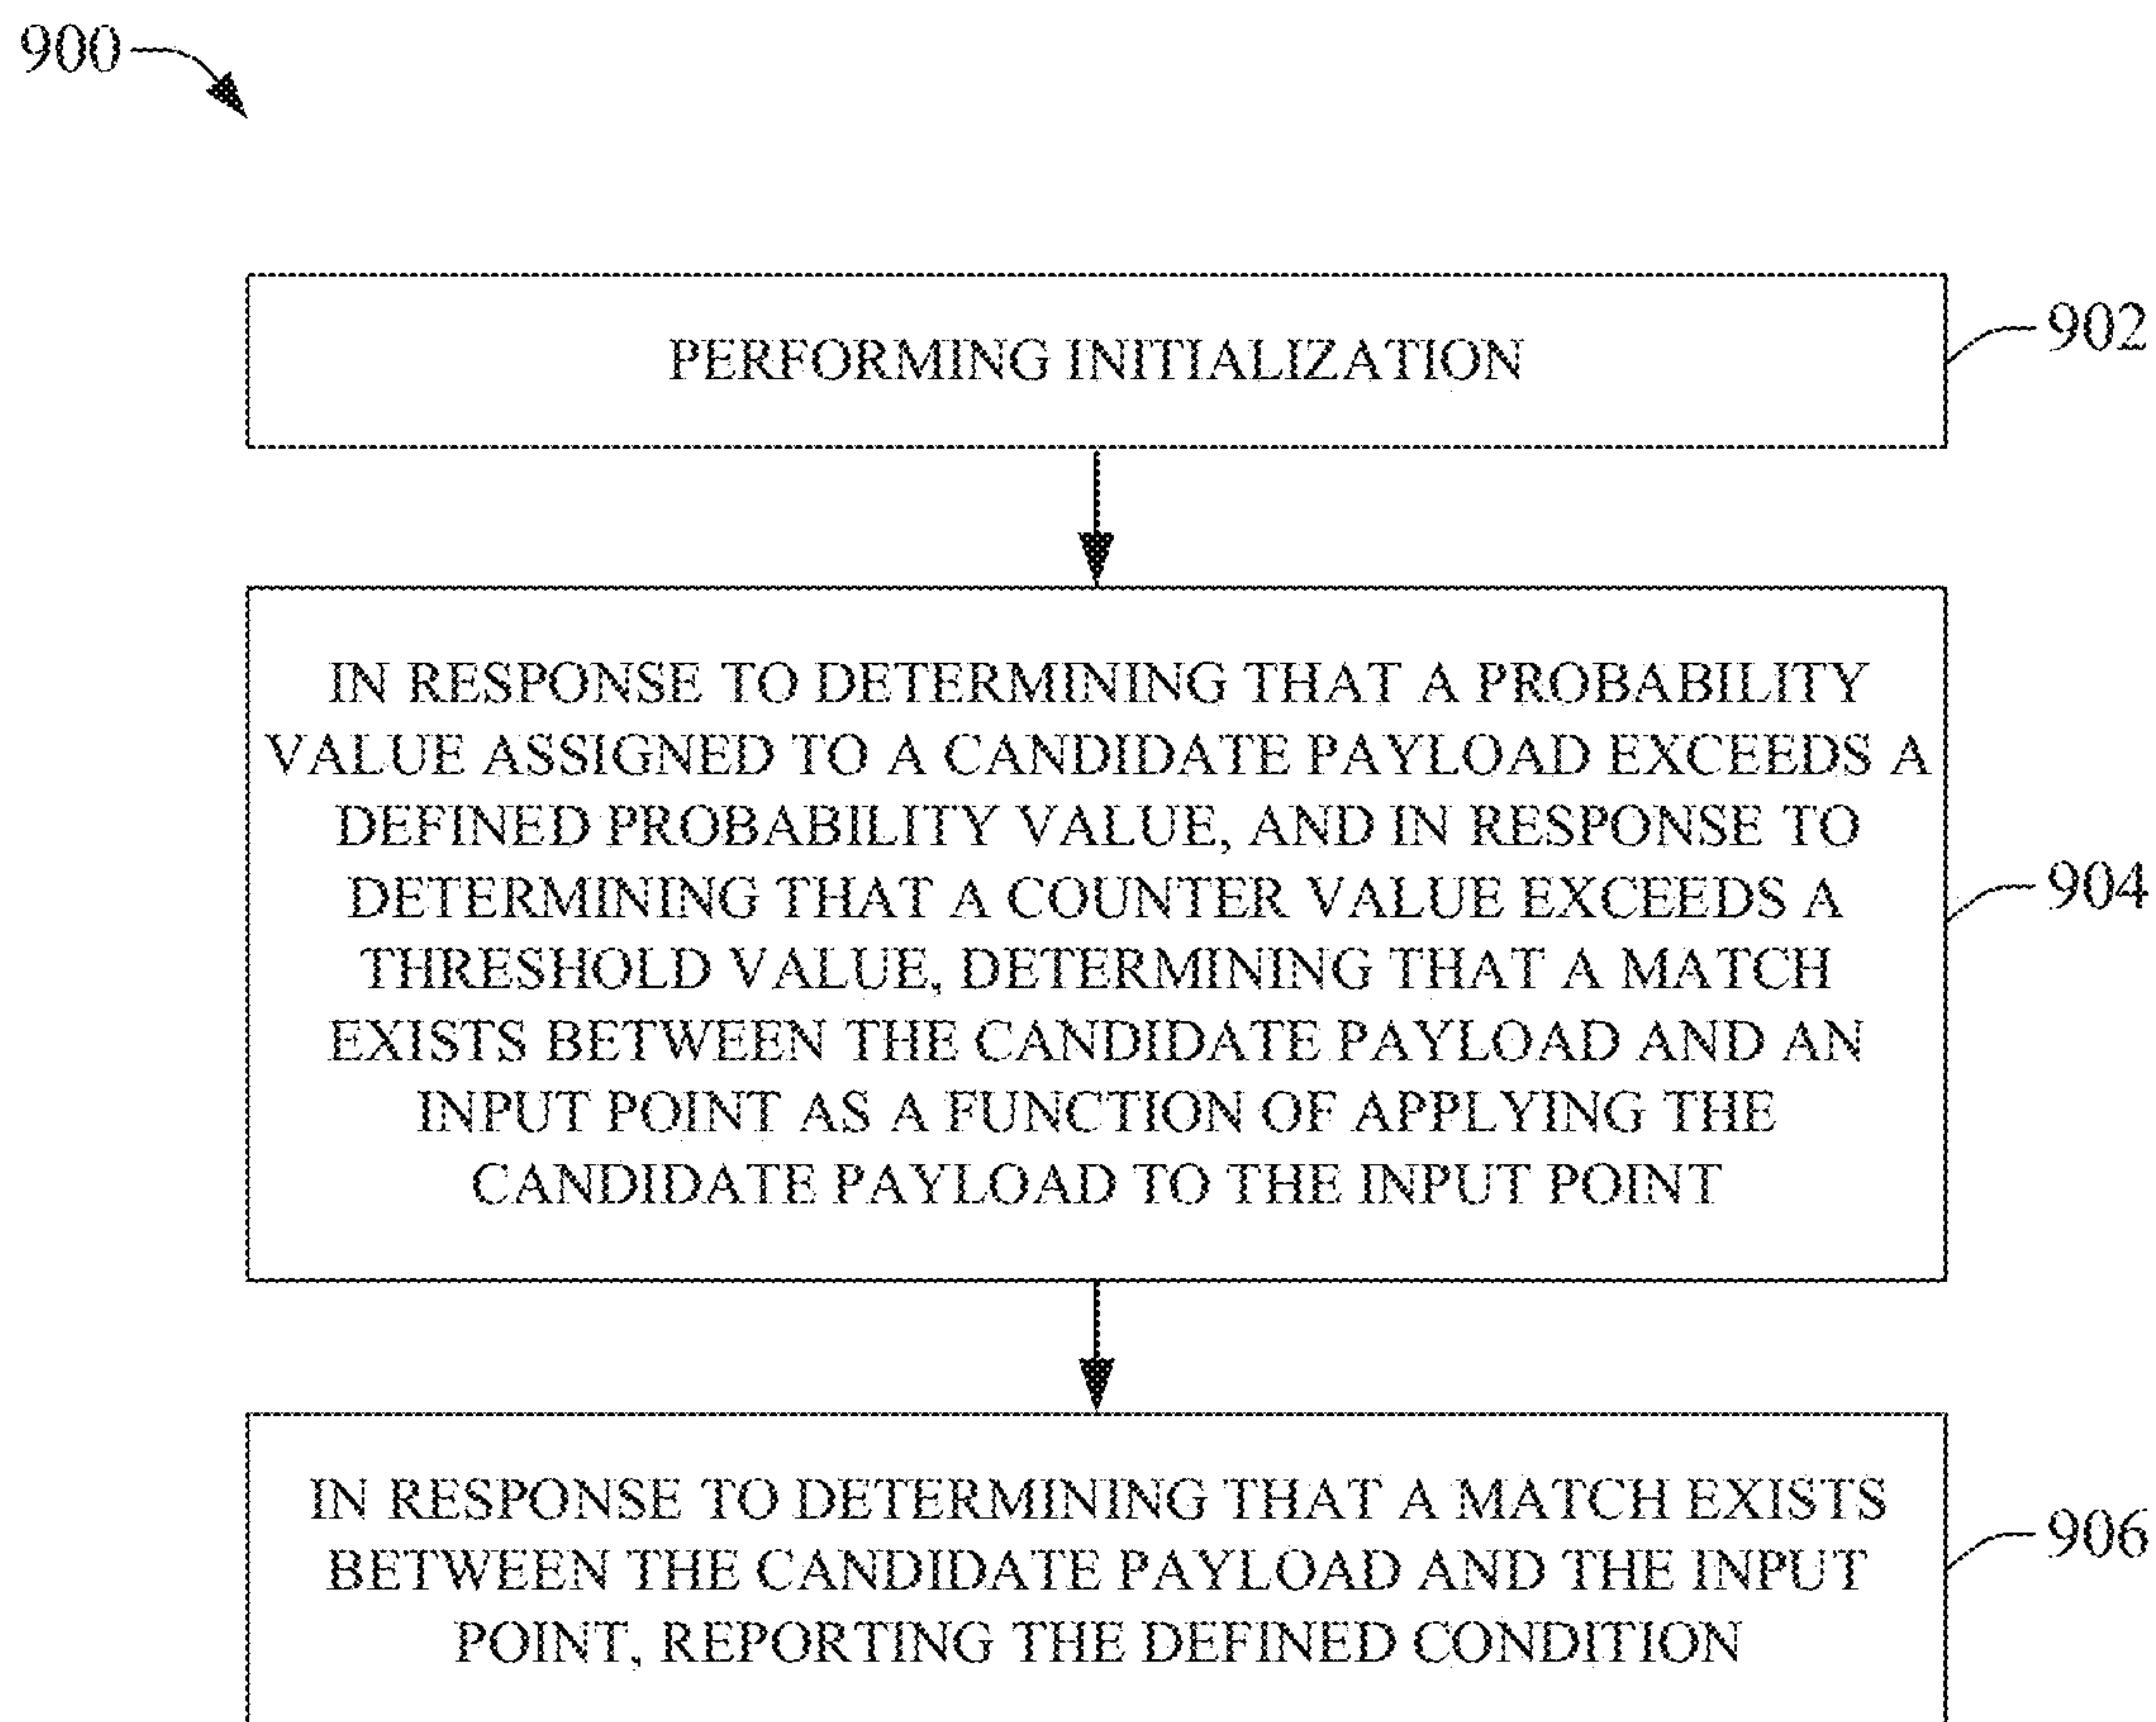 900
PERFORMING INITIALIZATION
902
IN RESPONSE TO DETERMINING THAT A PROBABILITY
VALUE ASSIGNED TO A CANDIDATE PAYLOAD EXCEEDS A
DEFINED PROBABILITY VALUE, AND IN RESPONSE TO
DETERMINING THAT A COUNTER VALUE EXCEEDS A
THRESHOLD VALUE, DETERMINING THAT A MATCH
EXISTS BETWEEN THE CANDIDATE PAYLOAD AND AN
INPUT POINT AS A FUNCTION OF APPLYING THE
CANDIDATE PAYLOAD TO THE INPUT POINT
904
IN RESPONSE TO DETERMINING THAT A MATCH EXISTS
BETWEEN THE CANDIDATE PAYLOAD AND THE INPUT
POINT, REPORTING THE DEFINED CONDITION
906